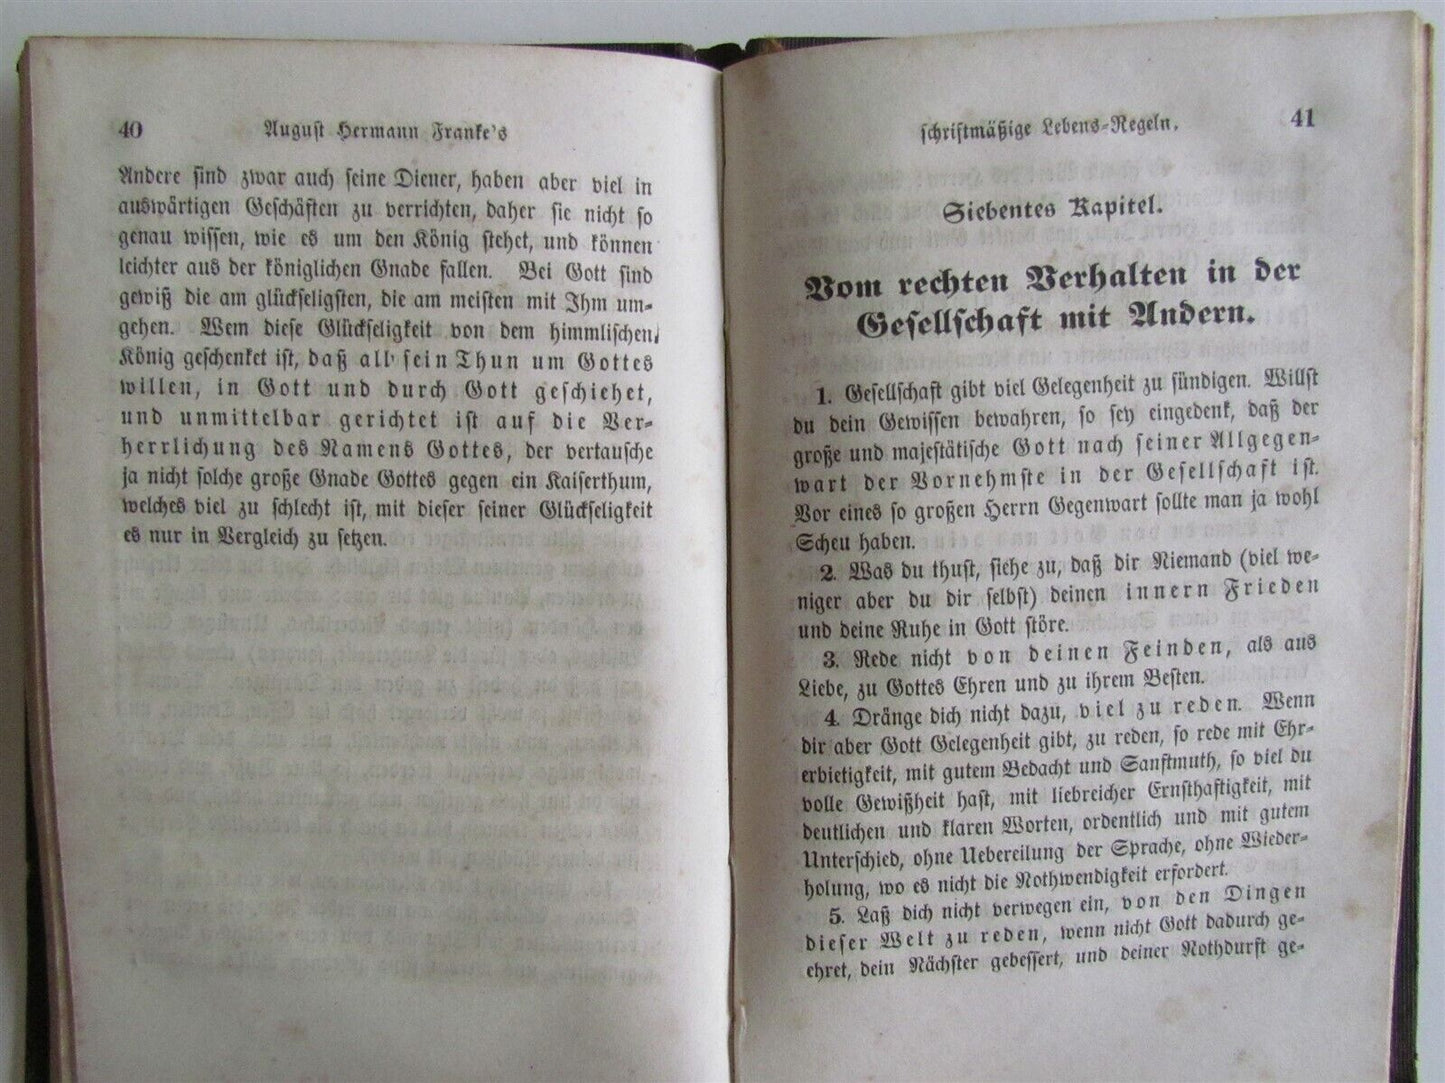 40 August Hermann Franke's
Andere sind zwar auch seine Diener, haben aber viel in
auswärtigen Geschäften zu verrichten, daher sie nicht so
genau wissen, wie es um den König stehet, und können
leichter aus der königlichen Gnade fallen. Bei Gott sind
gewiß die am glückseligsten, die am meisten mit Ihm um-
gehen. Wem diese Glückseligkeit von dem himmlischen
König geschenket ist, daß all' sein Thun um Gottes
willen, in Gott und durch Gott geschiehet,
und unmittelbar gerichtet ist auf die Ver-
herrlichung des Namens Gottes, der vertausche
ja nicht solche große Gnade Gottes gegen ein Kaiserthum,
welches viel zu schlecht ist, mit dieser seiner Glückseligkeit
es nur in Vergleich zu setzen.
schriftmäßige Lebens-Regeln. 41
Siebentes Kapitel.
Vom rechten Verhalten in der
Gesellschaft mit Andern.
1. Gesellschaft gibt viel Gelegenheit zu sündigen. Willst
du dein Gewissen bewahren, so sey eingedenk, daß der
große und majestätische Gott nach seiner Allgegen-
wart der Vornehmste in der Gesellschaft ist.
Vor eines so großen Herrn Gegenwart sollte man ja wohl
Scheu haben.
2. Was du thust, siehe zu, daß dir Niemand (viel we-
niger aber du dir selbst) deinen innern Frieden
und deine Ruhe in Gott störe.
3. Rede nicht von deinen Feinden, als aus
Liebe, zu Gottes Ehren und zu ihrem Besten.
4. Dränge dich nicht dazu, viel zu reden. Wenn
dir aber Gott Gelegenheit gibt, zu reden, so rede mit Ehr-
erbietigkeit, mit gutem Bedacht und Sanftmuth, so viel du
volle Gewißheit hast, mit liebreicher Ernsthaftigkeit, mit
deutlichen und klaren Worten, ordentlich und mit gutem
Unterschied, ohne Uebereilung der Sprache, ohne Wieder-
holung, wo es nicht die Nothwendigkeit erfordert.
5. Laß dich nicht verwegen ein, von den Dingen
dieser Welt zu reden, wenn nicht Gott dadurch ge-
ehret, dein Nächster gebessert, und deiner Nothdurft ge-